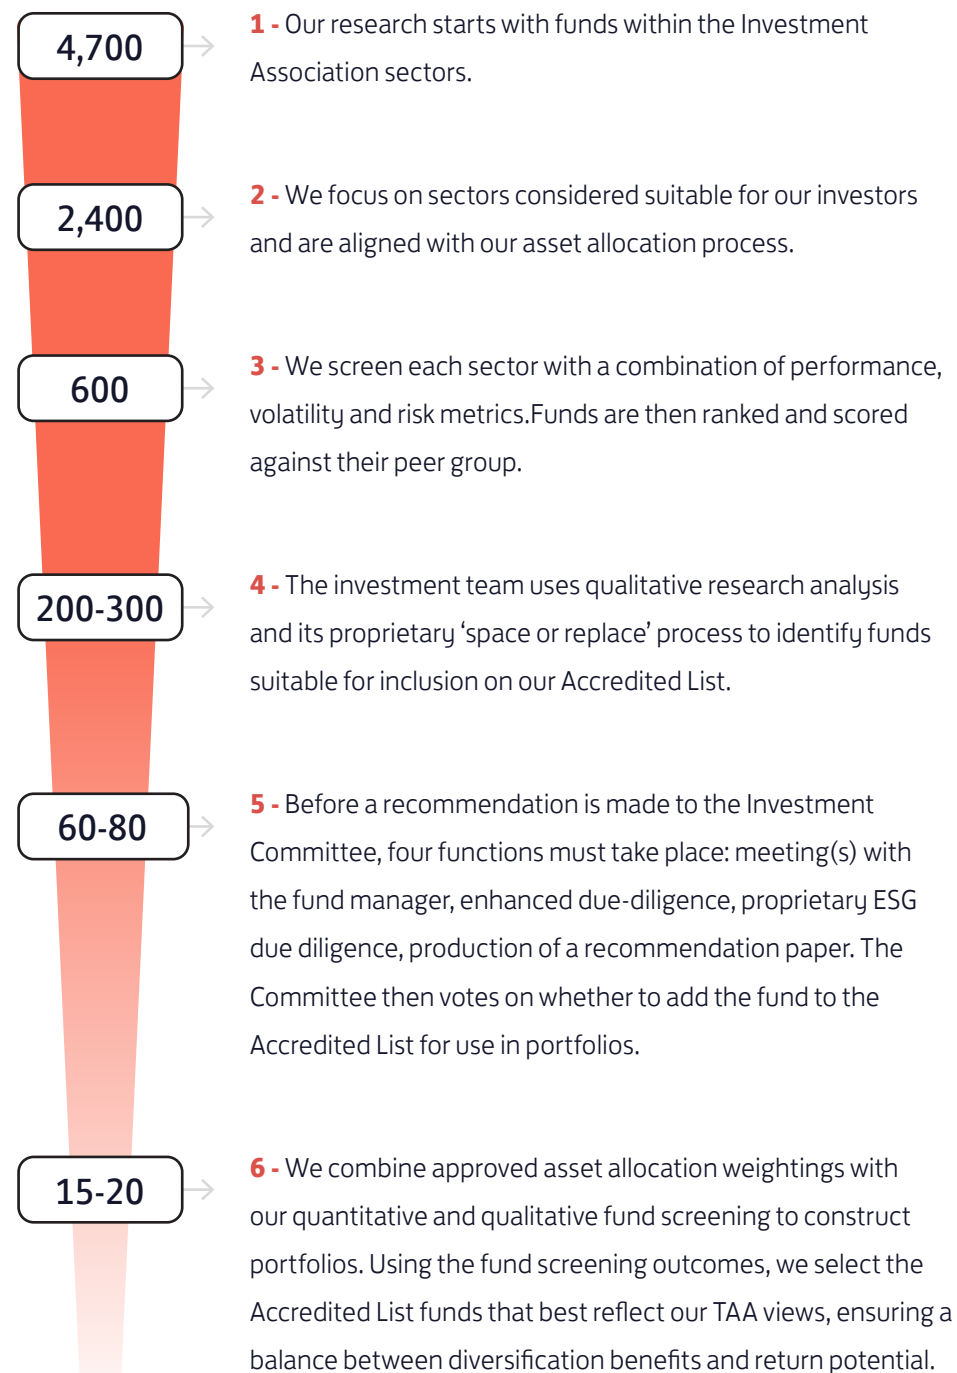 4,700
1 - Our research starts with funds within the Investment
Association sectors.
2,400
2 - We focus on sectors considered suitable for our investors
and are aligned with our asset allocation process.
600
3 - We screen each sector with a combination of performance,
volatility and risk metrics.Funds are then ranked and scored
against their peer group.
200-300
4 - The investment team uses qualitative research analysis
and its proprietary ‘space or replace’ process to identify funds
suitable for inclusion on our Accredited List.
60-80
5 - Before a recommendation is made to the Investment
Committee, four functions must take place: meeting(s) with
the fund manager, enhanced due-diligence, proprietary ESG
due diligence, production of a recommendation paper. The
Committee then votes on whether to add the fund to the
Accredited List for use in portfolios.
15-20
6 - We combine approved asset allocation weightings with
our quantitative and qualitative fund screening to construct
portfolios. Using the fund screening outcomes, we select the
Accredited List funds that best reflect our TAA views, ensuring a
balance between diversification benefits and return potential.